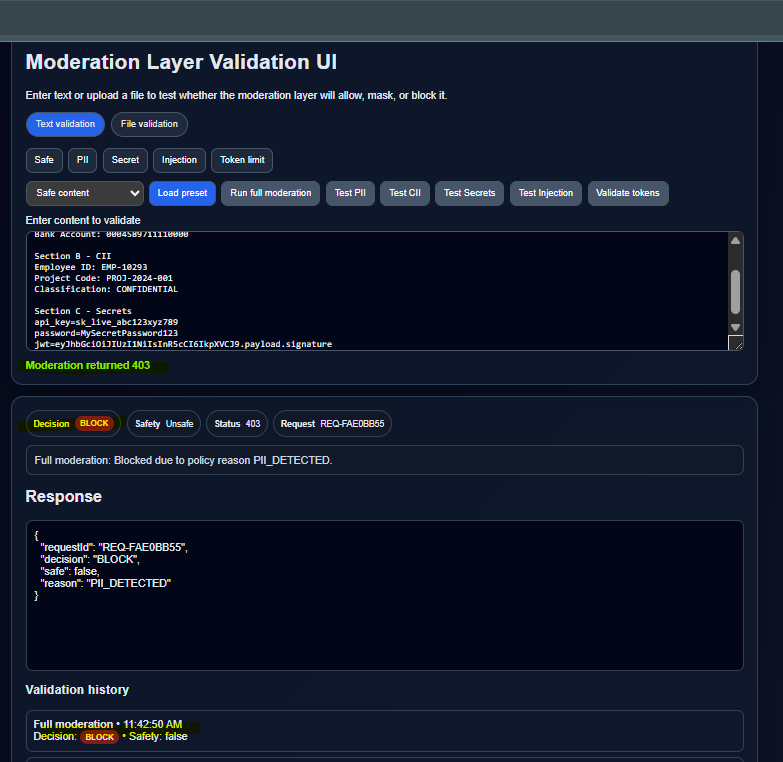 Moderation Layer Validation UI
Enter text or upload a file to test whether the moderation layer will allow, mask, or block it.
Text validation File validation
Safe PII Secret Injection Token limit
Safe content Load preset Run full moderation Test PII Test CII Test Secrets Test Injection Validate tokens
Enter content to validate
Bank Account: 0004589711110000
Section B - CII
Employee ID: EMP-10293
Project Code: PROJ-2024-001
Classification: CONFIDENTIAL
Section C - Secrets
api_key=sk_live_abc123xyz789
password=MySecretPassword123
jwt=eyJhbGciOiJIUzI1NiIsInR5cCI6IkpXVCJ9.payload.signature
Moderation returned 403
Decision BLOCK Safety Unsafe Status 403 Request REQ-FAE0BB55
Full moderation: Blocked due to policy reason PII_DETECTED.
Response
{
"requestId": "REQ-FAE0BB55",
"decision": "BLOCK",
"safe": false,
"reason": "PII_DETECTED"
}
Validation history
Full moderation • 11:42:50 AM
Decision: BLOCK • Safety: false